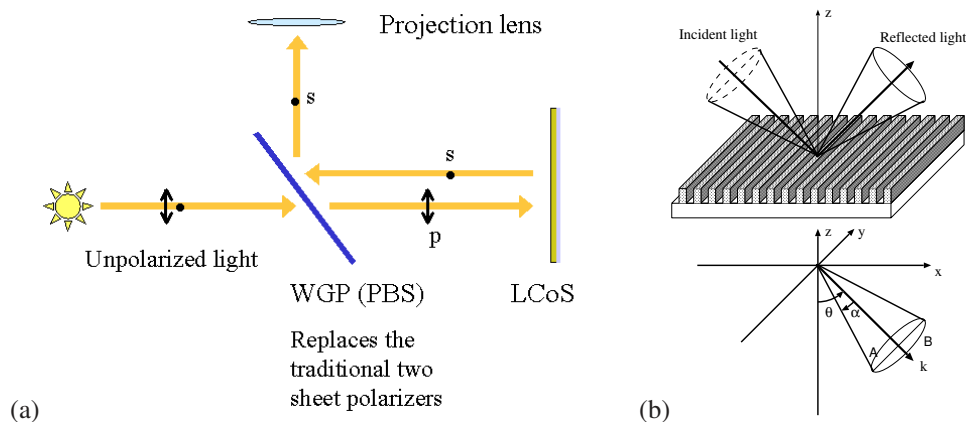 Projection lens
s
s
p
Unpolarized light
WGP (PBS)
LCoS
Replaces the
traditional two
sheet polarizers
(a)
z
Incident light
Reflected light
z
y
x
θ
α
A
B
k
(b)